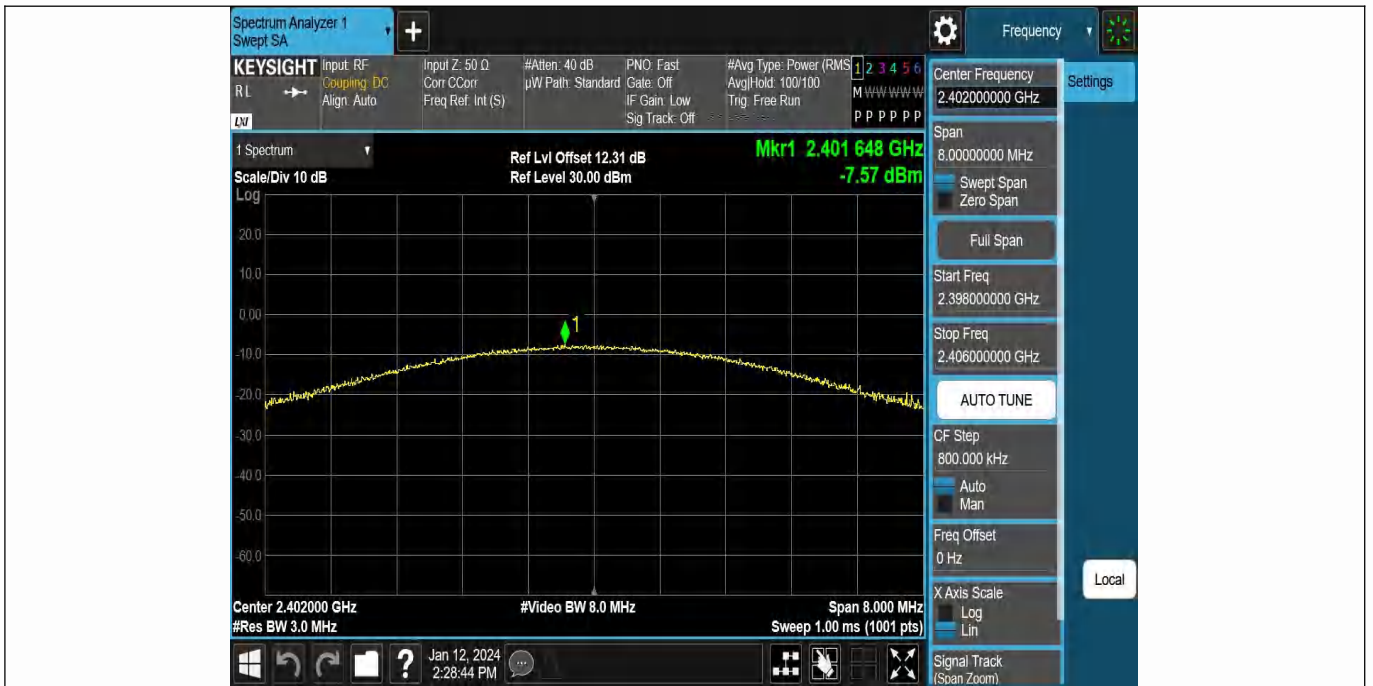 Spectrum Analyzer 1
Swept SA
+
Frequency
KEYSIGHT
RL
LXI
Input: RF
Coupling: DC
Align: Auto
Input Z: 50 Ω
Corr CCorr
Freq Ref: Int (S)
#Atten: 40 dB
µW Path: Standard
PNO: Fast
Gate: Off
IF Gain: Low
Sig Track: Off
#Avg Type: Power (RMS
Avg|Hold: 100/100
Trig: Free Run
1 2 3 4 5 6
M W W W W W
P P P P P P
1 Spectrum
Scale/Div 10 dB
Ref Lvl Offset 12.31 dB
Ref Level 30.00 dBm
Mkr1 2.401 648 GHz
-7.57 dBm
Log
20.0
10.0
0.00
-10.0
-20.0
-30.0
-40.0
-50.0
-60.0
1
Center 2.402000 GHz
#Res BW 3.0 MHz
#Video BW 8.0 MHz
Span 8.000 MHz
Sweep 1.00 ms (1001 pts)
Center Frequency
2.402000000 GHz
Settings
Span
8.00000000 MHz
Swept Span
Zero Span
Full Span
Start Freq
2.398000000 GHz
Stop Freq
2.406000000 GHz
AUTO TUNE
CF Step
800.000 kHz
Auto
Man
Freq Offset
0 Hz
X Axis Scale
Log
Lin
Local
Signal Track
(Span Zoom)
?
Jan 12, 2024
2:28:44 PM